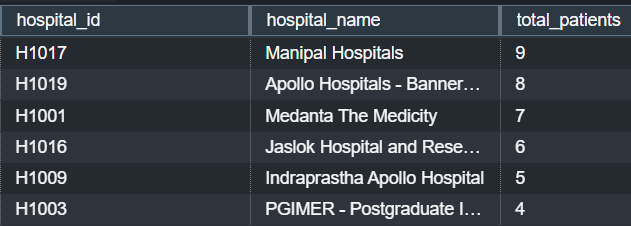 hospital_id hospital_name total_patients
H1017 Manipal Hospitals 9
H1019 Apollo Hospitals - Banner... 8
H1001 Medanta The Medicity 7
H1016 Jaslok Hospital and Rese... 6
H1009 Indraprastha Apollo Hospital 5
H1003 PGIMER - Postgraduate I... 4